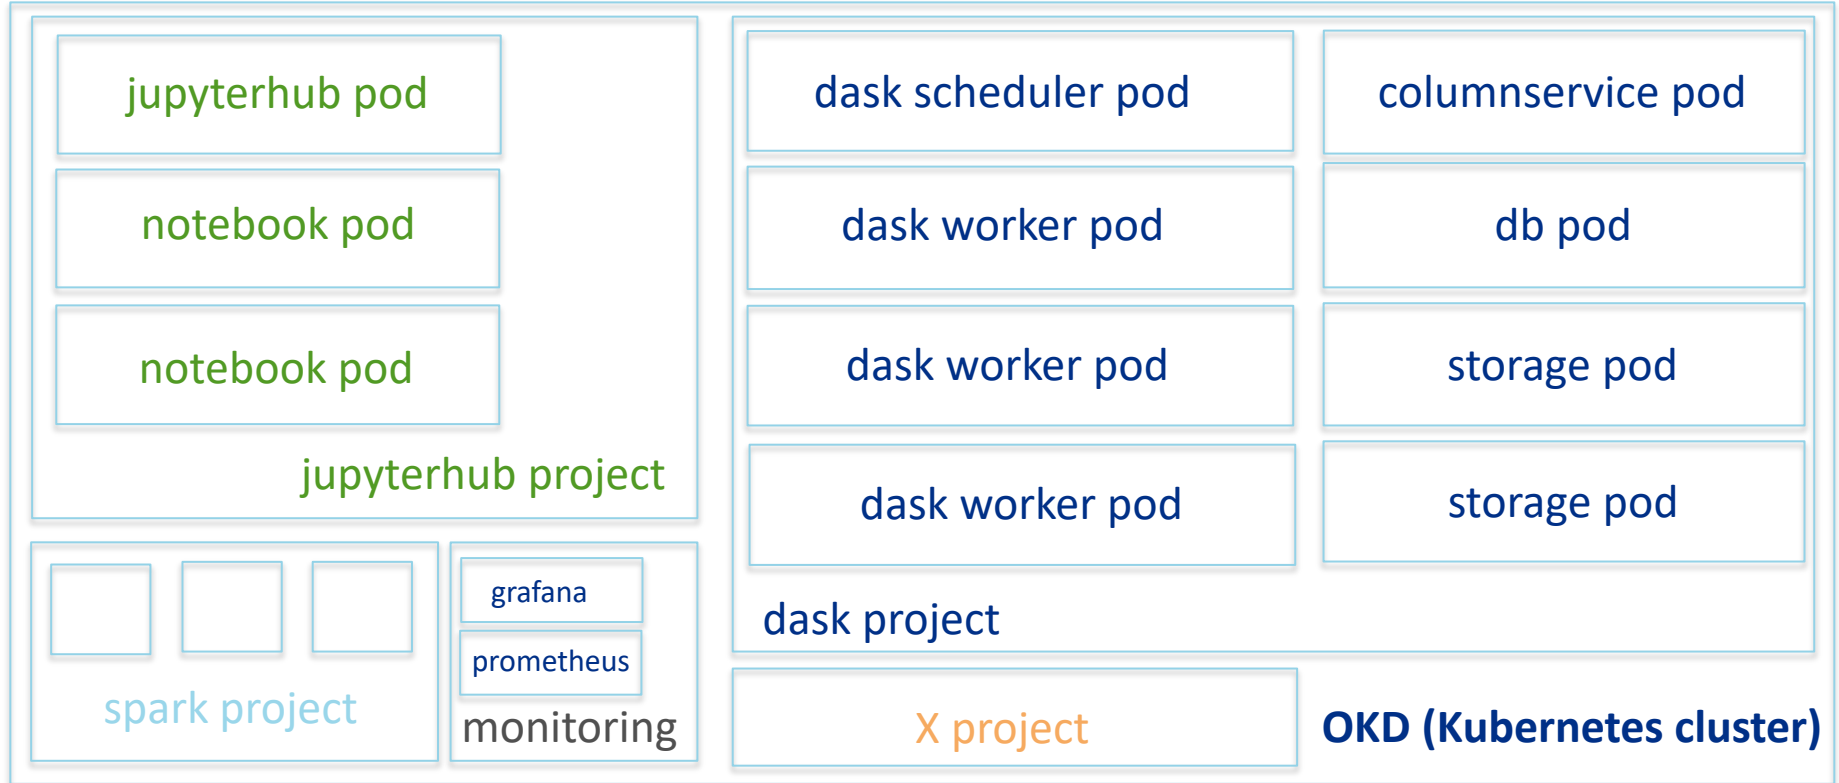 jupyterhub pod
notebook pod
notebook pod
jupyterhub project
dask scheduler pod
dask worker pod
dask worker pod
dask worker pod
columnservice pod
db pod
storage pod
storage pod
dask project
spark project
grafana
prometheus
monitoring
X project
OKD (Kubernetes cluster)